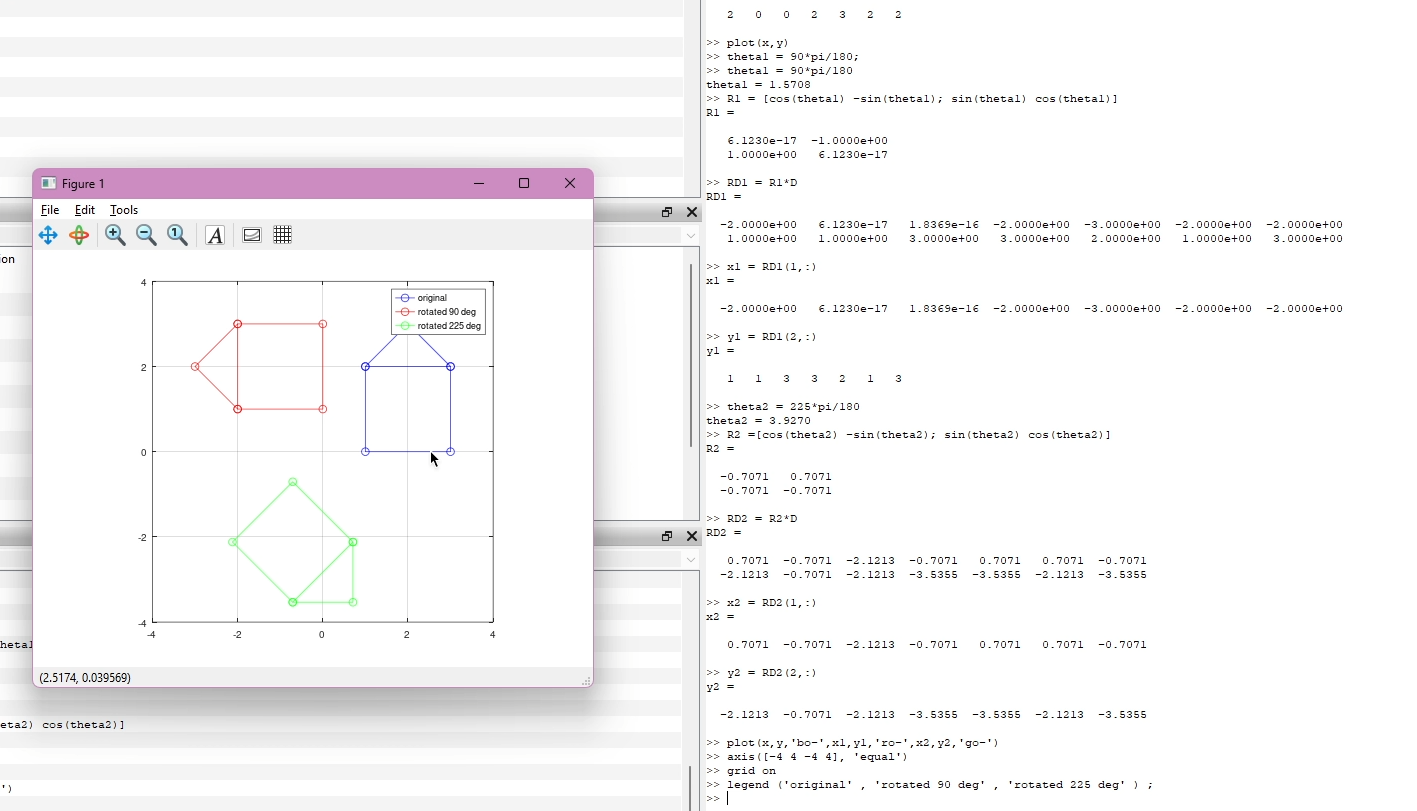 2 0 0 2 3 2 2
>> plot(x,y)
>> theta1 = 90*pi/180;
>> theta1 = 90*pi/180
theta1 = 1.5708
>> R1 = [cos(theta1) -sin(theta1); sin(theta1) cos(theta1)]
R1 =
6.1230e-17 -1.0000e+00
1.0000e+00 6.1230e-17
>> RD1 = R1*D
RD1 =
-2.0000e+00 6.1230e-17 1.8369e-16 -2.0000e+00 -3.0000e+00 -2.0000e+00 -2.0000e+00
1.0000e+00 1.0000e+00 3.0000e+00 3.0000e+00 2.0000e+00 1.0000e+00 3.0000e+00
>> x1 = RD1(1,:)
x1 =
-2.0000e+00 6.1230e-17 1.8369e-16 -2.0000e+00 -3.0000e+00 -2.0000e+00 -2.0000e+00
>> y1 = RD1(2,:)
y1 =
1 1 3 3 2 1 3
>> theta2 = 225*pi/180
theta2 = 3.9270
>> R2 =[cos(theta2) -sin(theta2); sin(theta2) cos(theta2)]
R2 =
-0.7071 0.7071
-0.7071 -0.7071
>> RD2 = R2*D
RD2 =
0.7071 -0.7071 -2.1213 -0.7071 0.7071 0.7071 -0.7071
-2.1213 -0.7071 -2.1213 -3.5355 -3.5355 -2.1213 -3.5355
>> x2 = RD2(1,:)
x2 =
0.7071 -0.7071 -2.1213 -0.7071 0.7071 0.7071 -0.7071
>> y2 = RD2(2,:)
y2 =
-2.1213 -0.7071 -2.1213 -3.5355 -3.5355 -2.1213 -3.5355
>> plot(x,y,'bo-',x1,y1,'ro-',x2,y2,'go-')
>> axis([-4 4 -4 4], 'equal')
>> grid on
>> legend ('original' , 'rotated 90 deg' , 'rotated 225 deg' ) ;
>>
Figure 1
File Edit Tools
A
1
original
rotated 90 deg
rotated 225 deg
4
2
0
-2
-4
-4 -2 0 2 4
(2.5174, 0.039569)
ion
heta1
eta2) cos(theta2)]
')